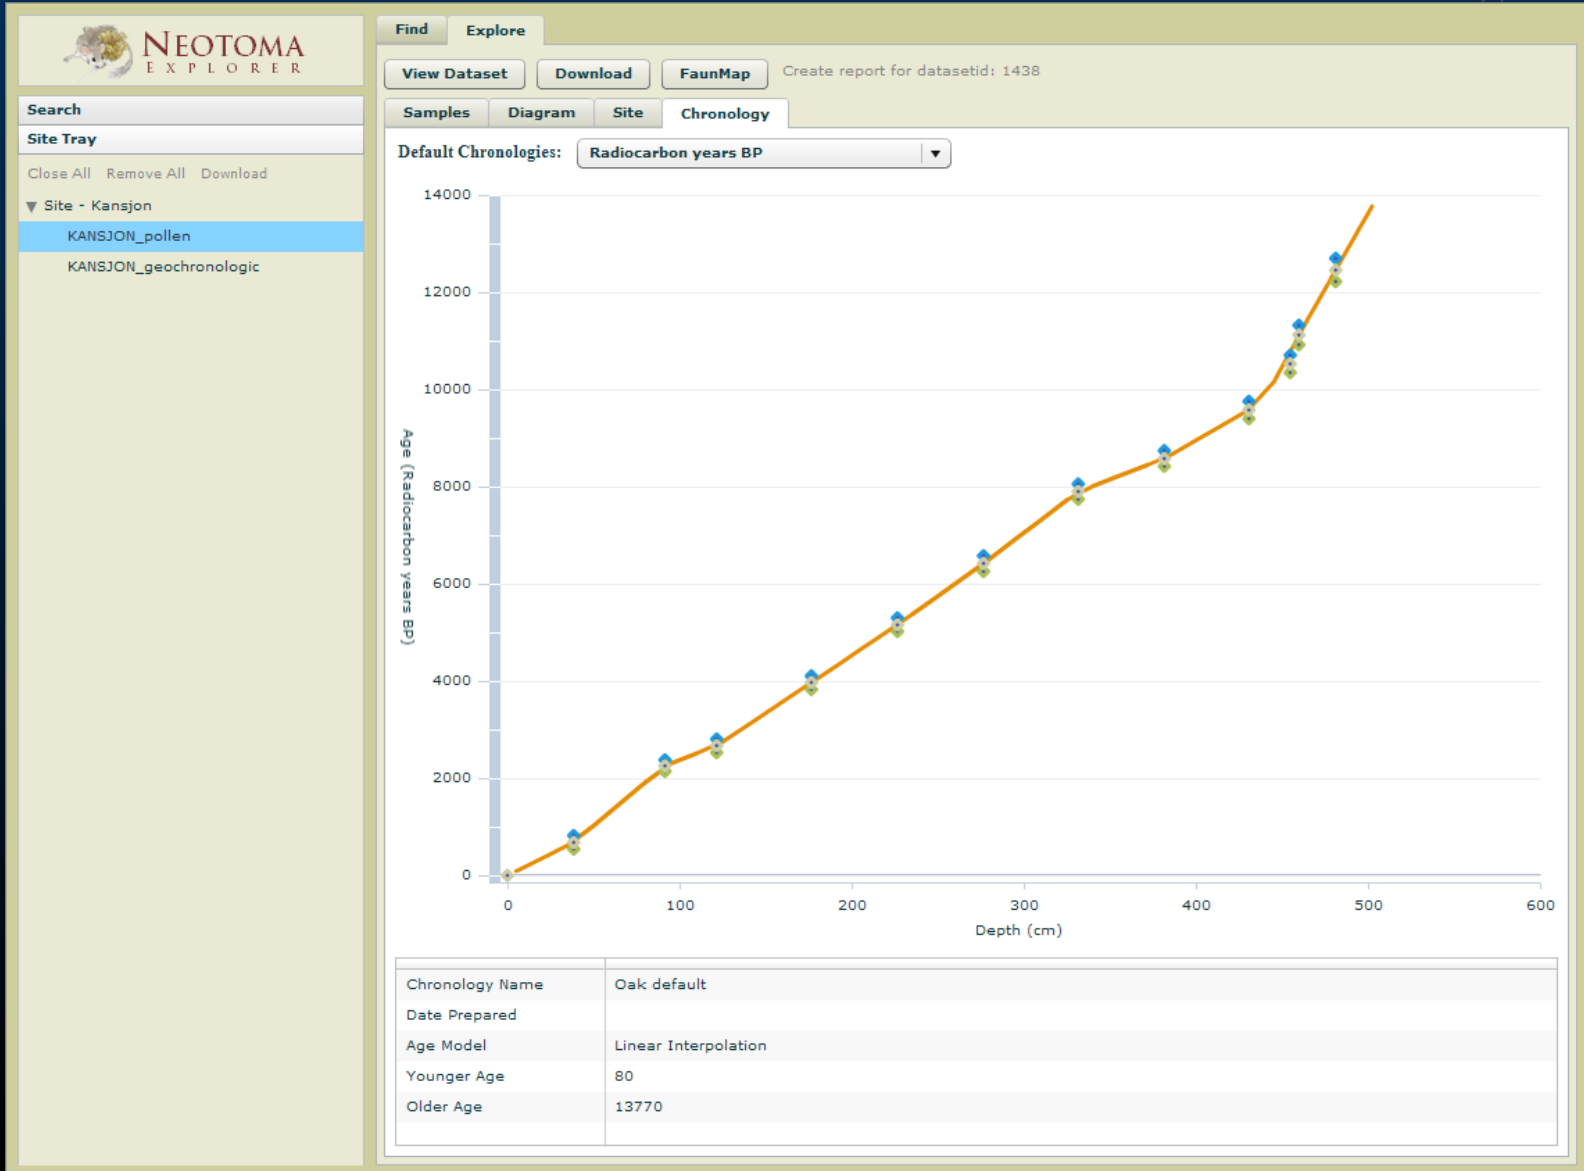 NEOTOMA
EXPLORER
Search
Site Tray
Close All Remove All Download
Site - Kansjon
KANSJON_pollen
KANSJON_geochronologic
Find Explore
View Dataset Download FaunMap Create report for datasetid: 1438
Samples Diagram Site Chronology
Default Chronologies: Radiocarbon years BP
14000
12000
10000
8000
6000
4000
2000
0
Age (Radiocarbon years BP)
0 100 200 300 400 500 600
Depth (cm)
Chronology Name Oak default
Date Prepared
Age Model Linear Interpolation
Younger Age 80
Older Age 13770